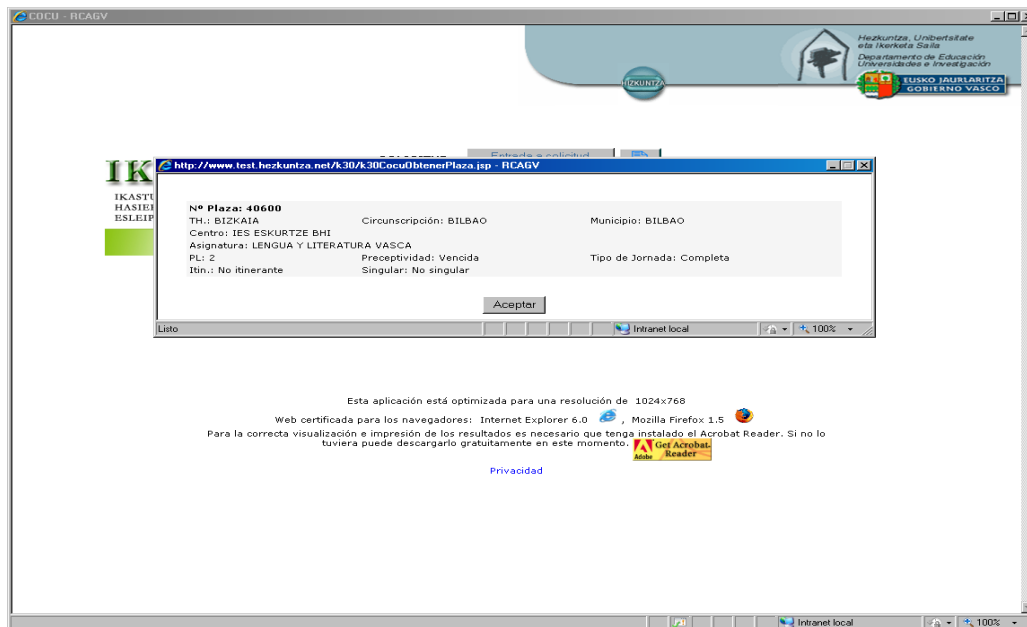 COCU - RCAGV
Hezkuntza, Unibertsitate
eta Ikerketa Saila
Departamento de Educación
Universidades e Investigación
EUSKO JAURLARITZA
GOBIERNO VASCO
Entrada a solicitud
http://www.test.hezkuntza.net/k30/k30CocuObtenerPlaza.jsp - RCAGV
IK
IKASTU
HASIER
ESLEIP
Nº Plaza: 40600
TH.: BIZKAIA Circunscripción: BILBAO Municipio: BILBAO
Centro: IES ESKURTZE BHI
Asignatura: LENGUA Y LITERATURA VASCA
PL: 2 Preceptividad: Vencida Tipo de Jornada: Completa
Itin.: No itinerante Singular: No singular
Aceptar
Listo Intranet local 100%
Esta aplicación está optimizada para una resolución de 1024x768
Web certificada para los navegadores: Internet Explorer 6.0 , Mozilla Firefox 1.5
Para la correcta visualización e impresión de los resultados es necesario que tenga instalado el Acrobat Reader. Si no lo
tuviera puede descargarlo gratuitamente en este momento. Get Acrobat Reader Adobe
Privacidad
Intranet local 100%